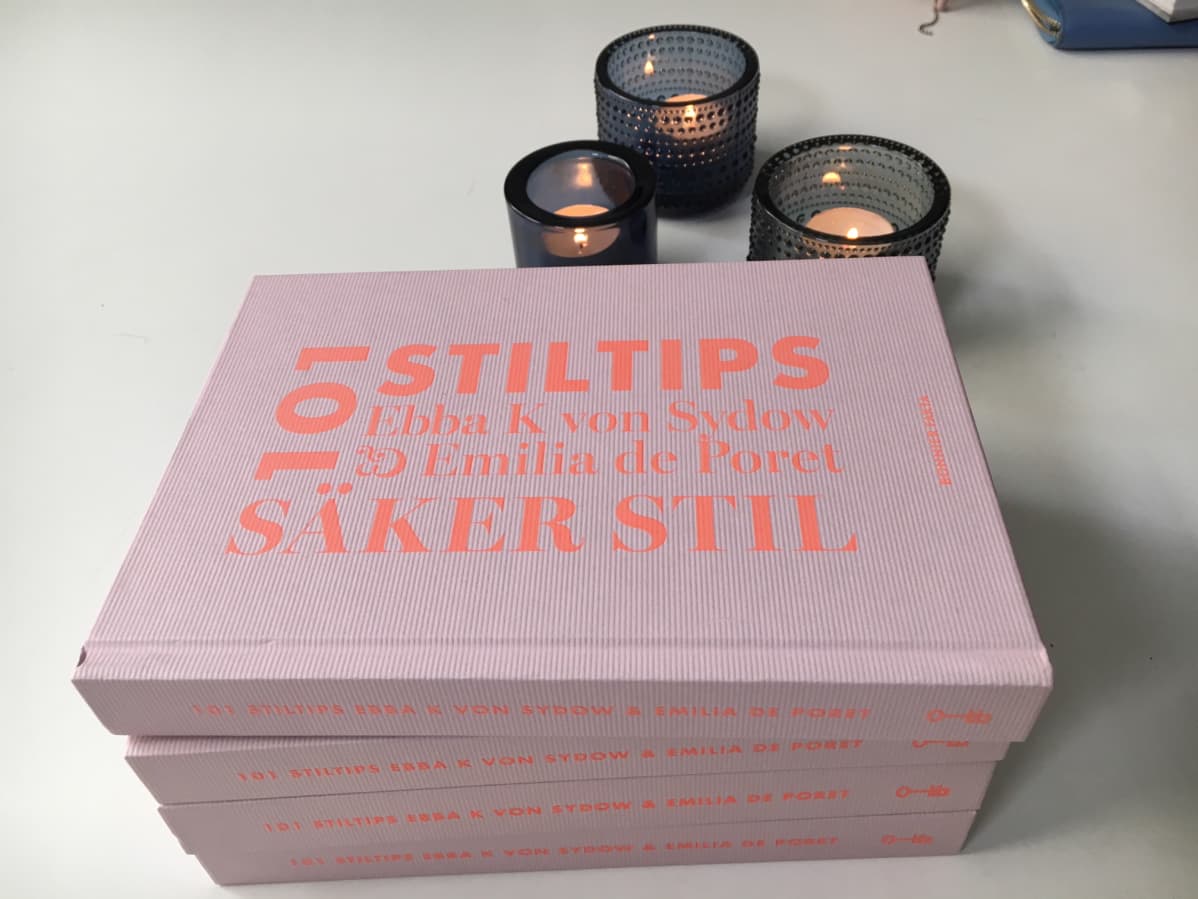 101
STILTIPS
Ebba K von Sydow
& Emilia de Poret
SÄKER STIL
BONNIER FAKTA
101 STILTIPS EBBA K VON SYDOW & EMILIA DE PORET
101 STILTIPS EBBA K VON SYDOW & EMILIA DE PORET
101 STILTIPS EBBA K VON SYDOW & EMILIA DE PORET
101 STILTIPS EBBA K VON SYDOW & EMILIA DE PORET